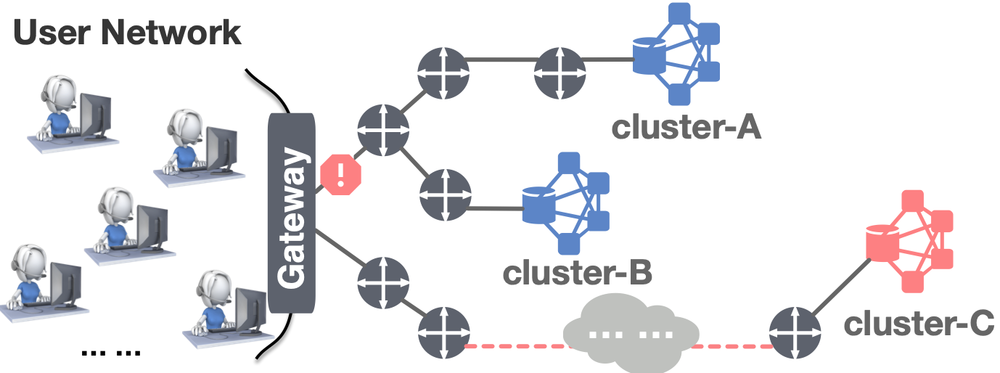 User Network
Gateway
!
cluster-A
cluster-B
cluster-C
... ...
... ...